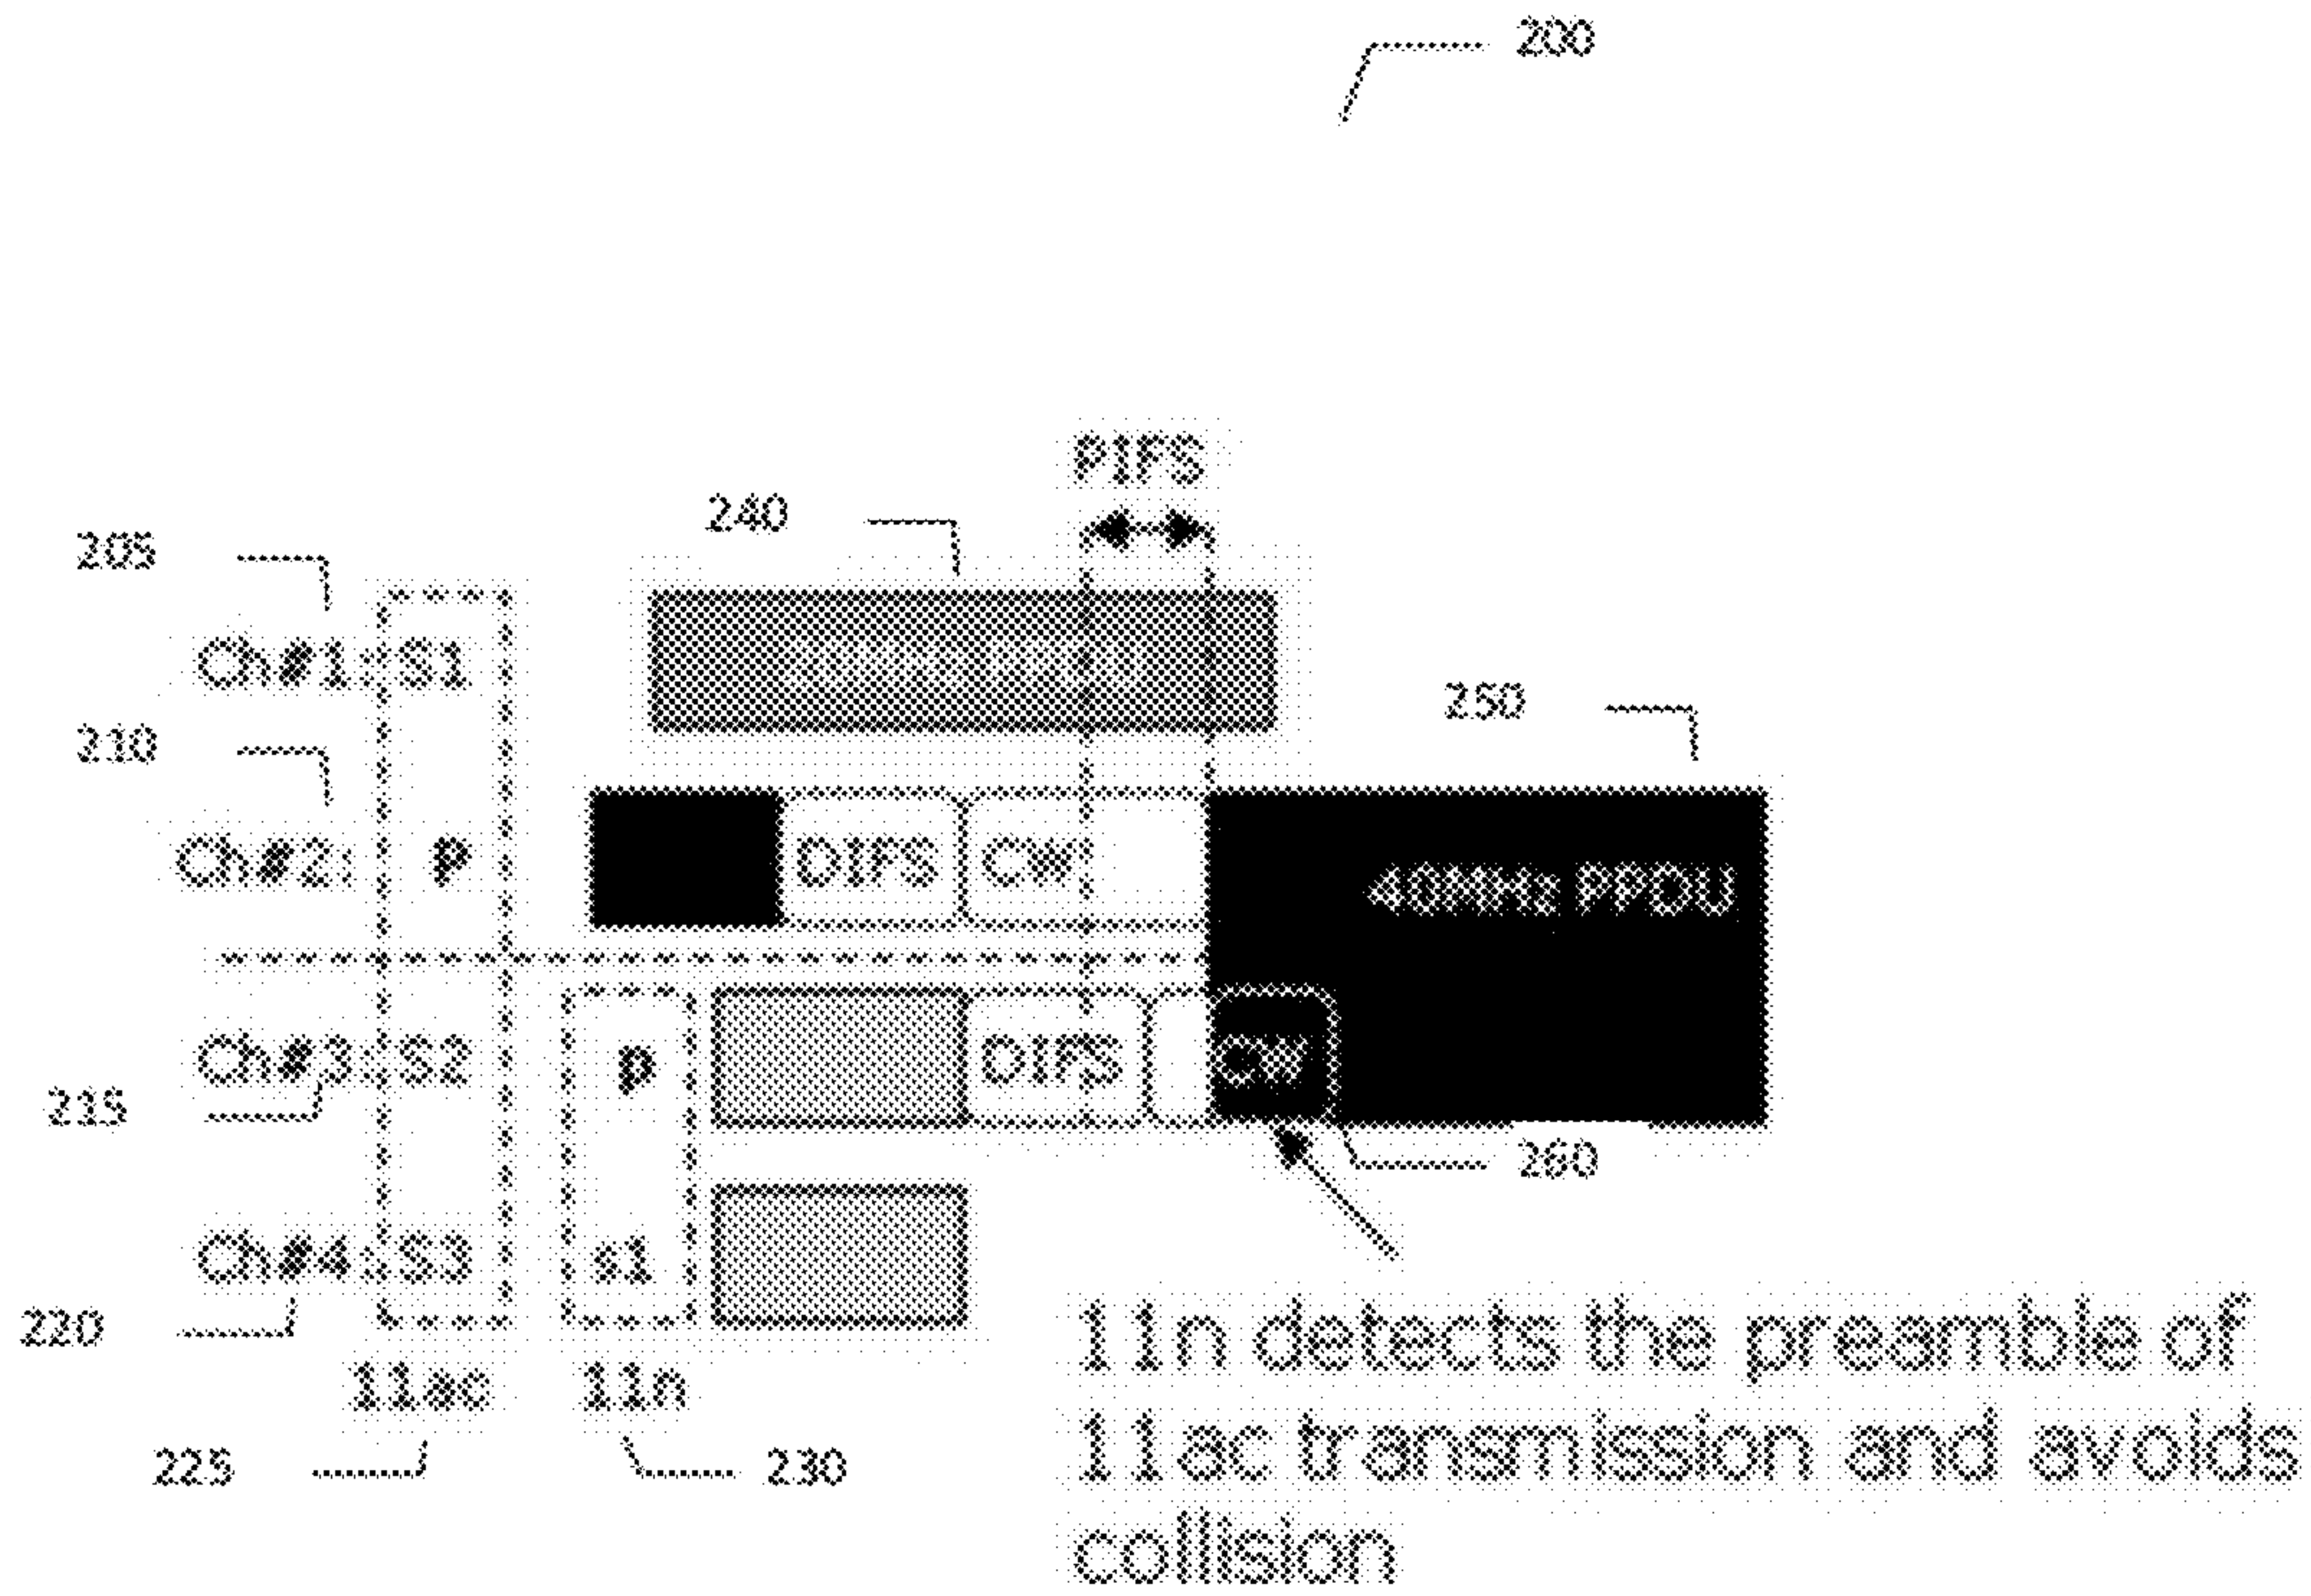 200
PIFS
240
205
Ch#1: S1
250
210
Ch#2: P DIFS CW 40MHz PPDU
Ch#3: S2 p DIFS CW
215
260
Ch#4: S3 s1
220
11ac 11n
225 230
11n detects the preamble of
11ac transmission and avoids
collision